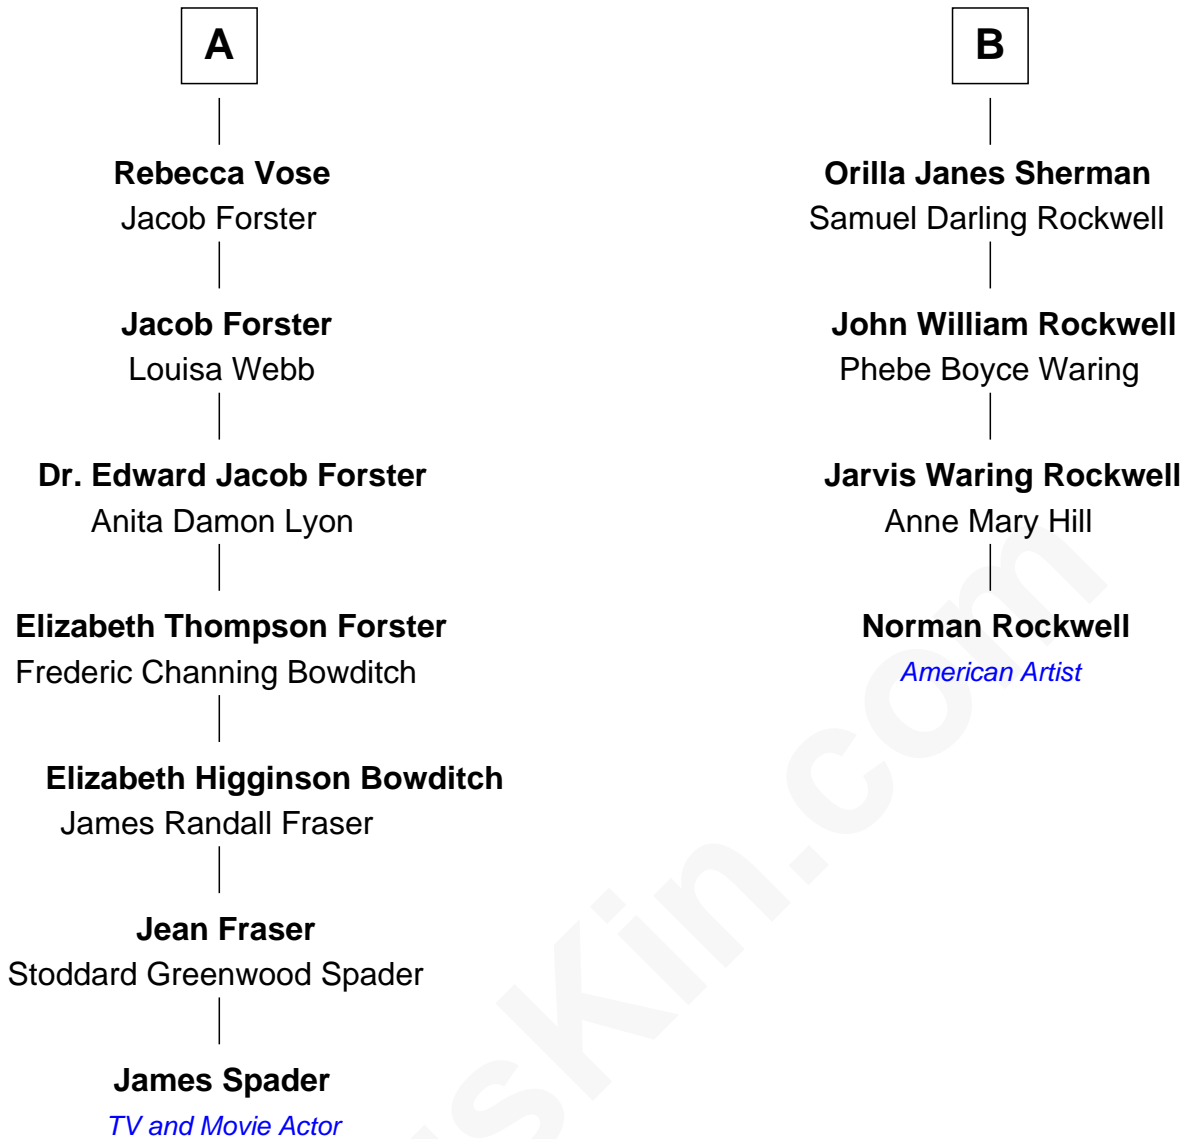 A
Rebecca Vose
Jacob Forster
Jacob Forster
Louisa Webb
Dr. Edward Jacob Forster
Anita Damon Lyon
Elizabeth Thompson Forster
Frederic Channing Bowditch
Elizabeth Higginson Bowditch
James Randall Fraser
Jean Fraser
Stoddard Greenwood Spader
James Spader
TV and Movie Actor
B
Orilla Janes Sherman
Samuel Darling Rockwell
John William Rockwell
Phebe Boyce Waring
Jarvis Waring Rockwell
Anne Mary Hill
Norman Rockwell
American Artist
usKin.com